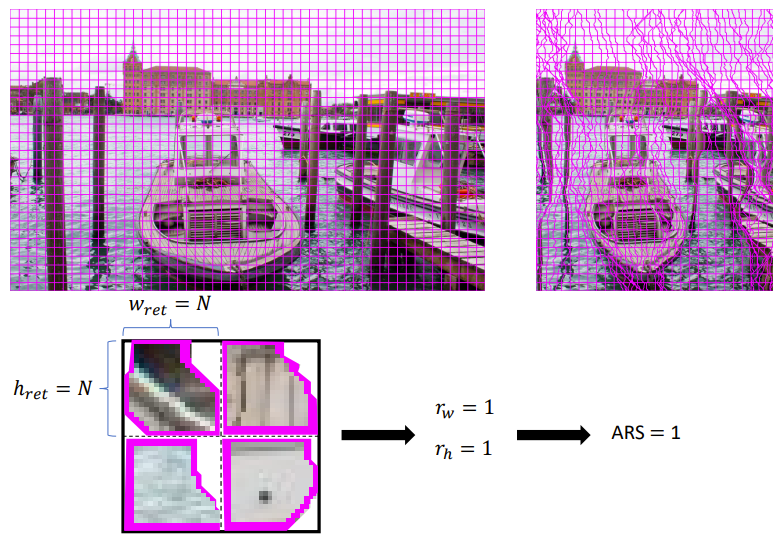 w_ret = N
h_ret = N
r_w = 1
r_h = 1
ARS = 1